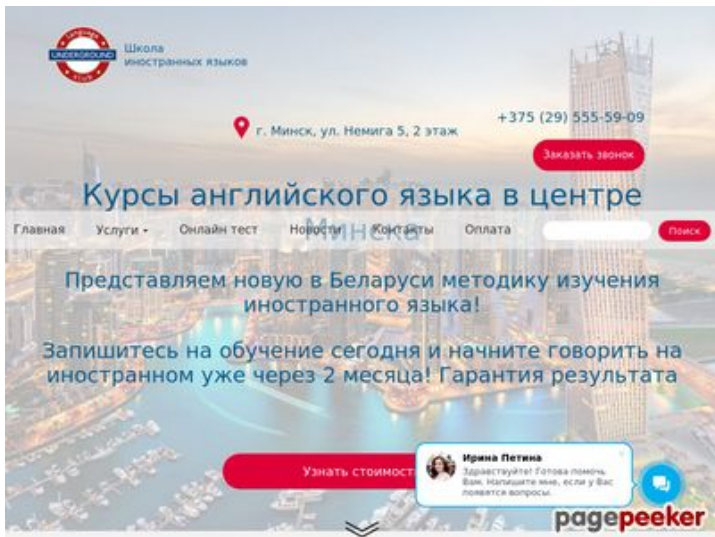 Language
UNDERGROUND
club
Школа
иностранных языков
г. Минск, ул. Немига 5, 2 этаж
+375 (29) 555-59-09
Заказать звонок
Курсы английского языка в центре
Минска
Главная Услуги Онлайн тест Новости Контакты Оплата Поиск
Представляем новую в Беларуси методику изучения
иностранного языка!
Запишитесь на обучение сегодня и начните говорить на
иностранном уже через 2 месяца! Гарантия результата
Узнать стоимост
Ирина Петина
Здравствуйте! Готова помочь
Вам. Напишите мне, если у Вас
появятся вопросы.
pagepeeker